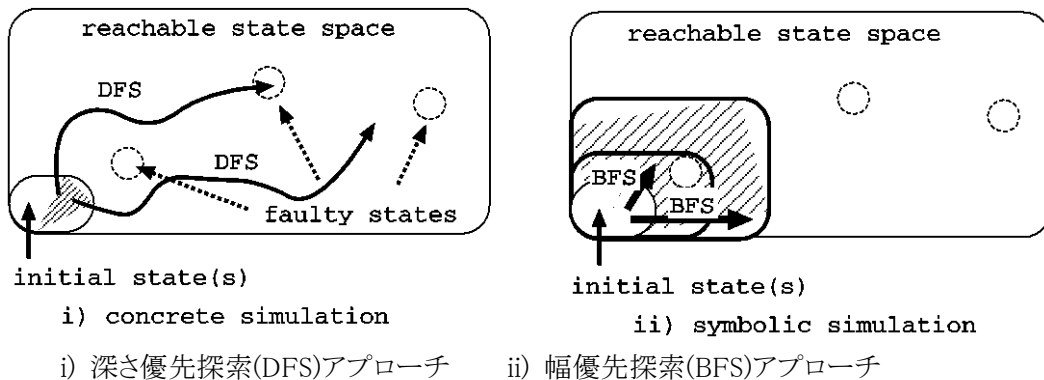 reachable state space
DFS
DFS
faulty states
initial state(s)
i) concrete simulation
reachable state space
BFS
BFS
initial state(s)
ii) symbolic simulation
i) 深さ優先探索(DFS)アプローチ ii) 幅優先探索(BFS)アプローチ